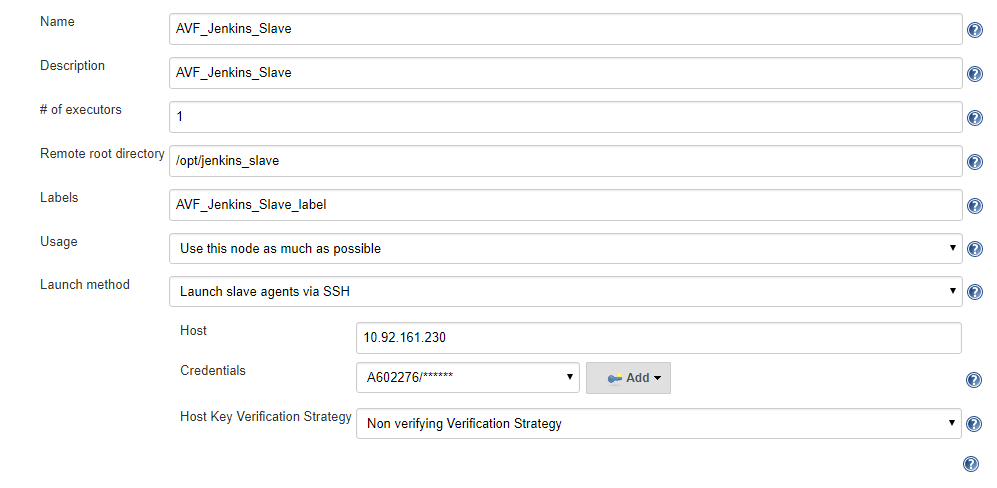 Name AVF_Jenkins_Slave
Description AVF_Jenkins_Slave
# of executors 1
Remote root directory /opt/jenkins_slave
Labels AVF_Jenkins_Slave_label
Usage Use this node as much as possible
Launch method Launch slave agents via SSH
Host 10.92.161.230
Credentials A602276/****** Add
Host Key Verification Strategy Non verifying Verification Strategy